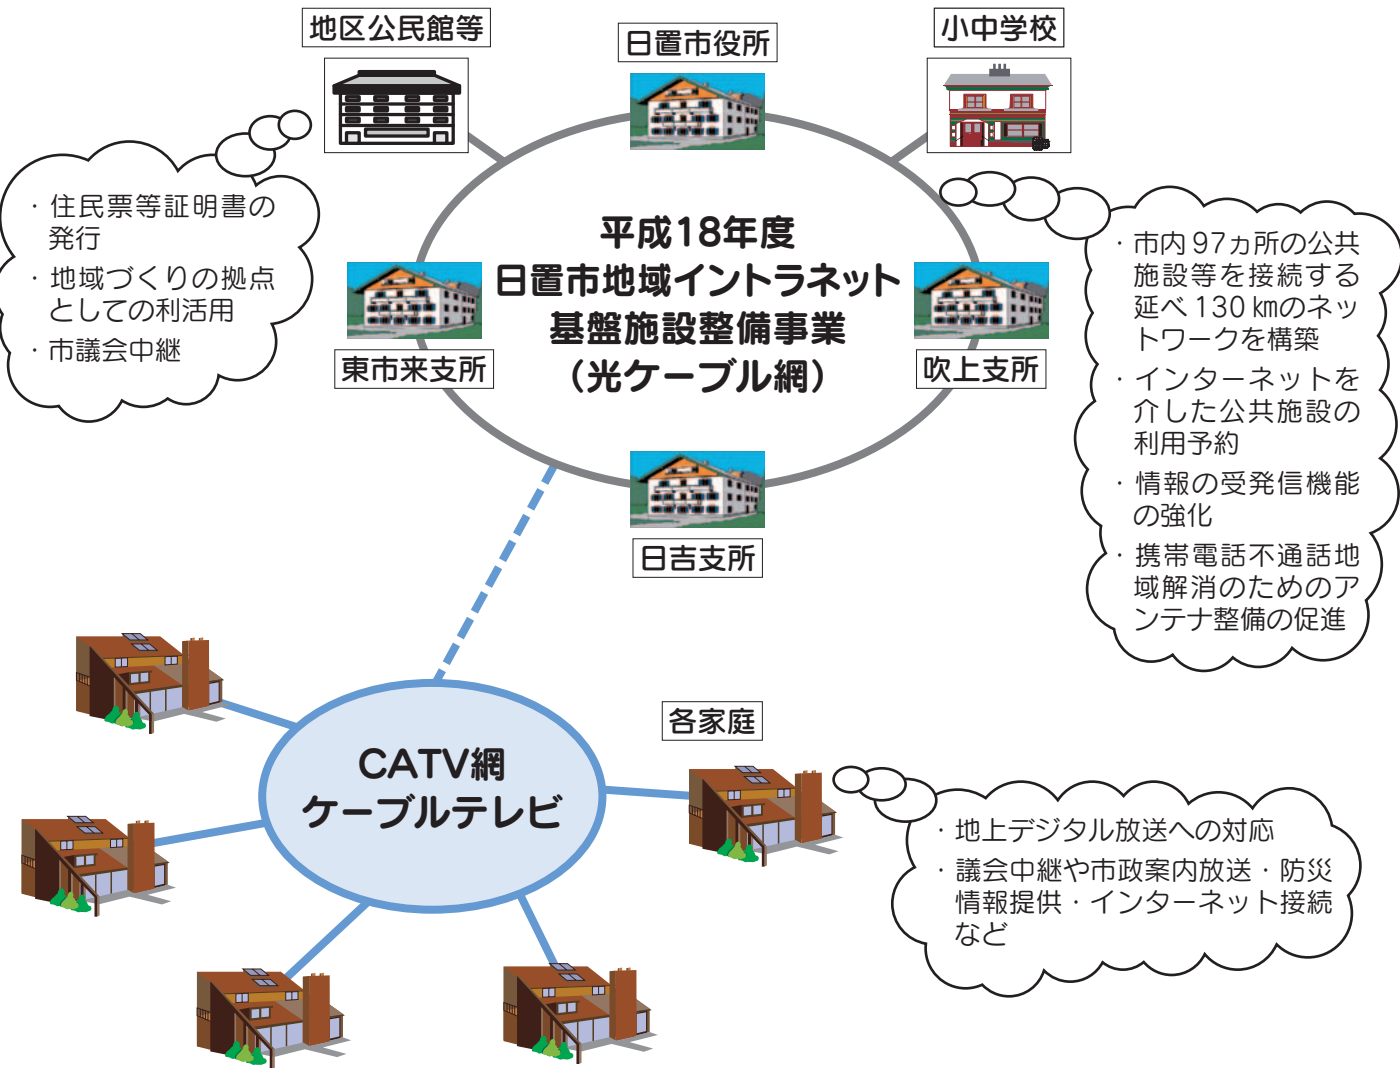 地区公民館等
日置市役所
小中学校
・住民票等証明書の
発行
・地域づくりの拠点
としての利活用
・市議会中継
平成18年度
日置市地域イントラネット
基盤施設整備事業
（光ケーブル網）
東市来支所
吹上支所
日吉支所
・市内97ヵ所の公共
施設等を接続する
延べ130㎞のネッ
トワークを構築
・インターネットを
介した公共施設の
利用予約
・情報の受発信機能
の強化
・携帯電話不通話地
域解消のためのア
ンテナ整備の促進
CATV網
ケーブルテレビ
各家庭
・地上デジタル放送への対応
・議会中継や市政案内放送・防災
情報提供・インターネット接続
など